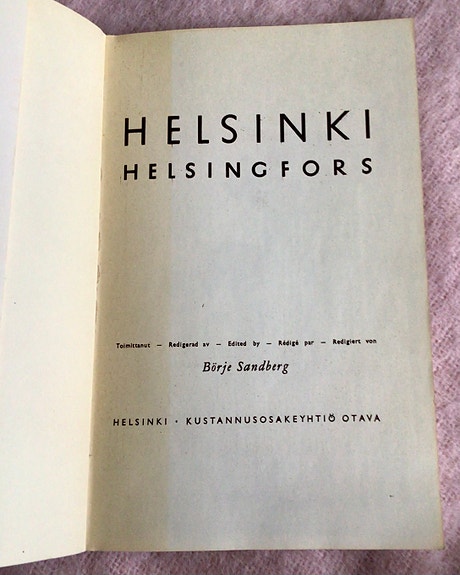 HELSINKI
HELSINGFORS
Toimittanut — Redigerad av — Edited by — Rédigé par — Redigiert von
Börje Sandberg
HELSINKI · KUSTANNUSOSAKEYHTIÖ OTAVA